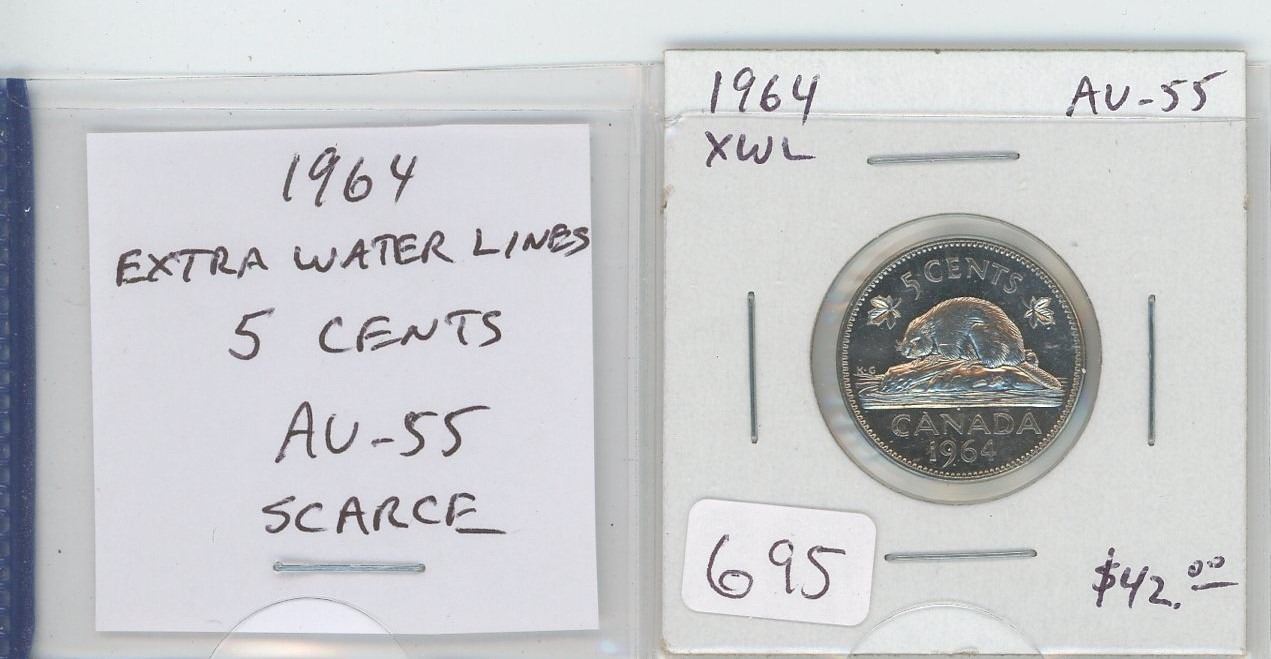 1964
EXTRA WATER LINES
5 CENTS
AU-55
SCARCE
1964 AU-55
XWL
5 CENTS
K·G
CANADA
1964
695
$42.00